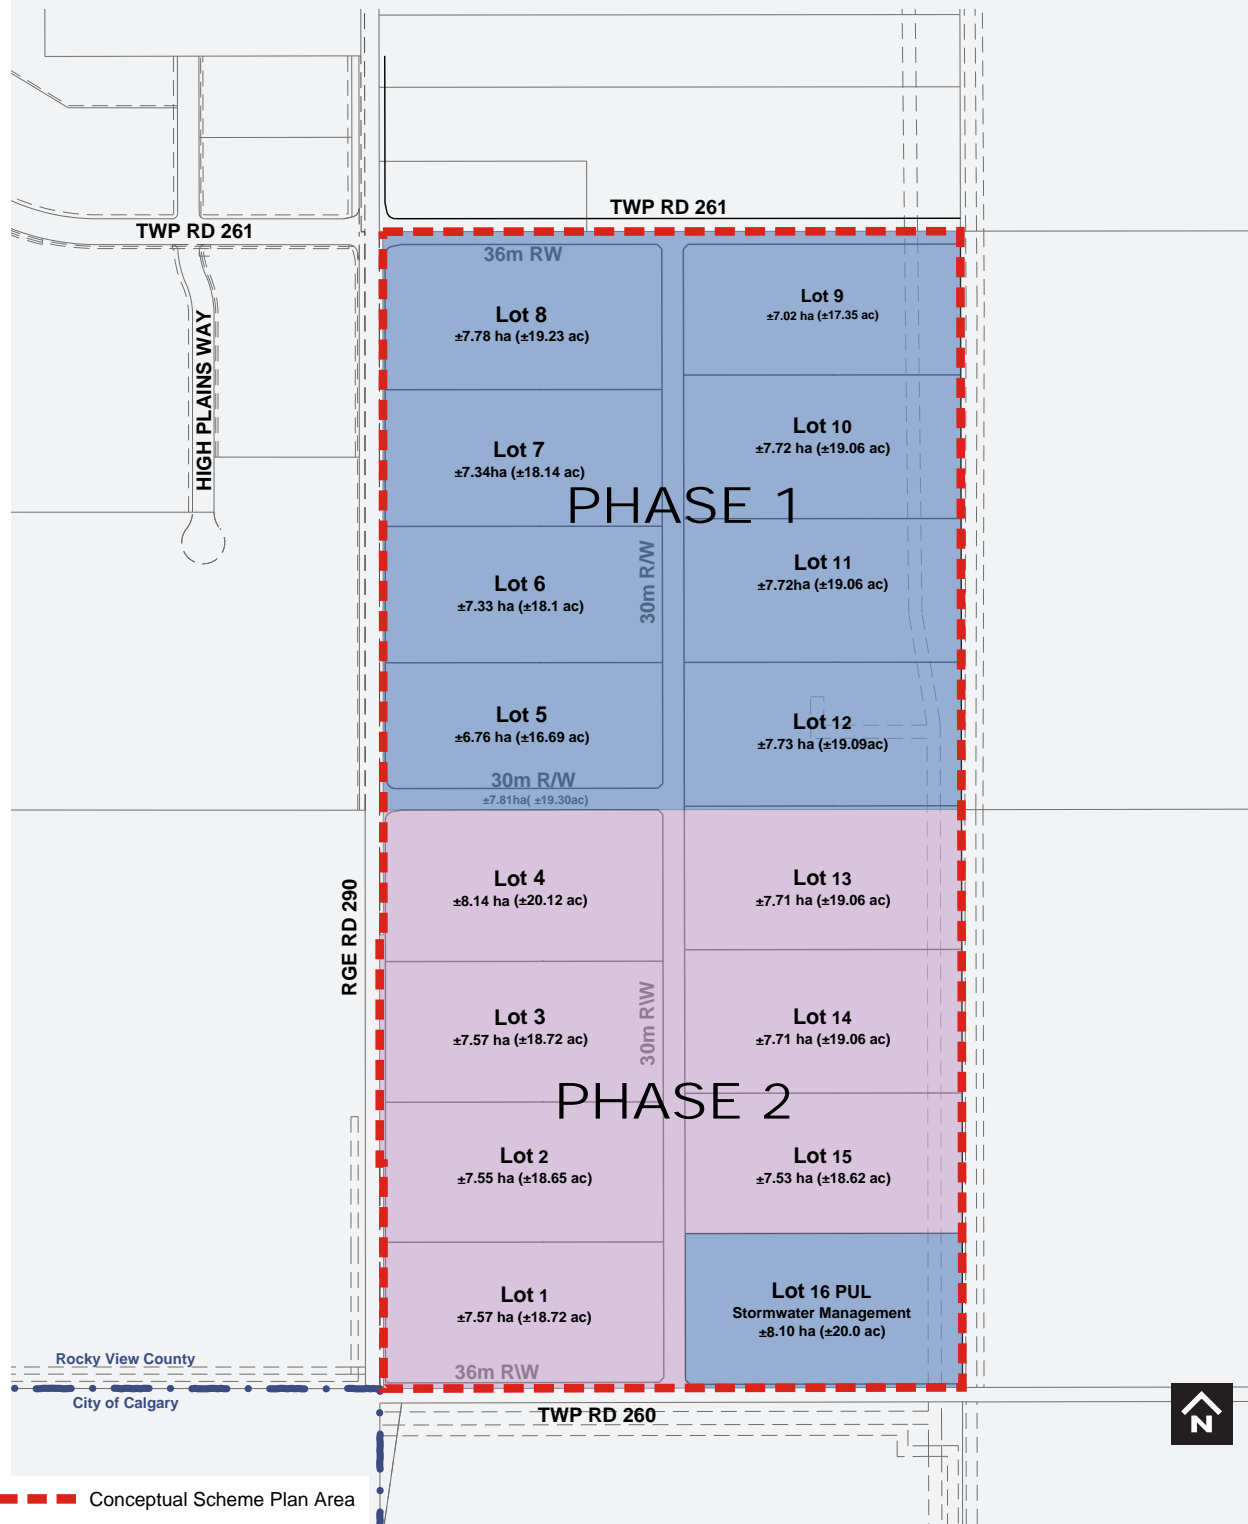 TWP RD 261
TWP RD 261
HIGH PLAINS WAY
36m RW
Lot 8
±7.78 ha (±19.23 ac)
Lot 9
±7.02 ha (±17.35 ac)
Lot 7
±7.34ha (±18.14 ac)
Lot 10
±7.72 ha (±19.06 ac)
PHASE 1
Lot 6
±7.33 ha (±18.1 ac)
30m R/W
Lot 11
±7.72ha (±19.06 ac)
Lot 5
±6.76 ha (±16.69 ac)
Lot 12
±7.73 ha (±19.09ac)
30m R/W
±7.81ha( ±19.30ac)
RGE RD 290
Lot 4
±8.14 ha (±20.12 ac)
Lot 13
±7.71 ha (±19.06 ac)
Lot 3
±7.57 ha (±18.72 ac)
30m R\W
Lot 14
±7.71 ha (±19.06 ac)
PHASE 2
Lot 2
±7.55 ha (±18.65 ac)
Lot 15
±7.53 ha (±18.62 ac)
Lot 1
±7.57 ha (±18.72 ac)
Lot 16 PUL
Stormwater Management
±8.10 ha (±20.0 ac)
36m R\W
Rocky View County
City of Calgary
TWP RD 260
N
Conceptual Scheme Plan Area